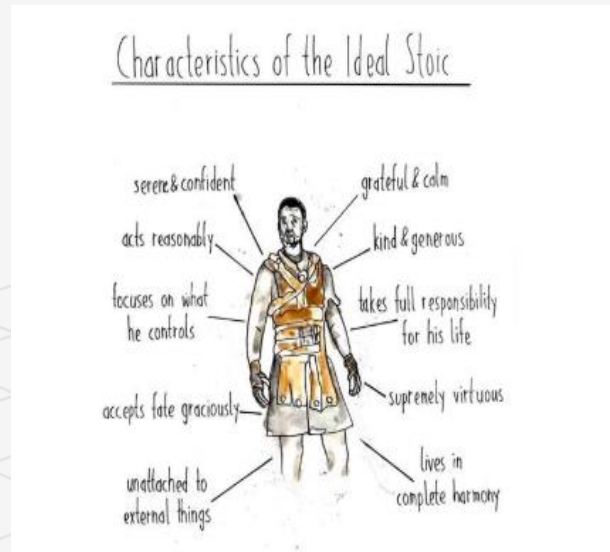 Characteristics of the Ideal Stoic
serene & confident
grateful & calm
acts reasonably
kind & generous
focuses on what
he controls
takes full responsibility
for his life
accepts fate graciously
supremely virtuous
unattached to
external things
lives in
complete harmony